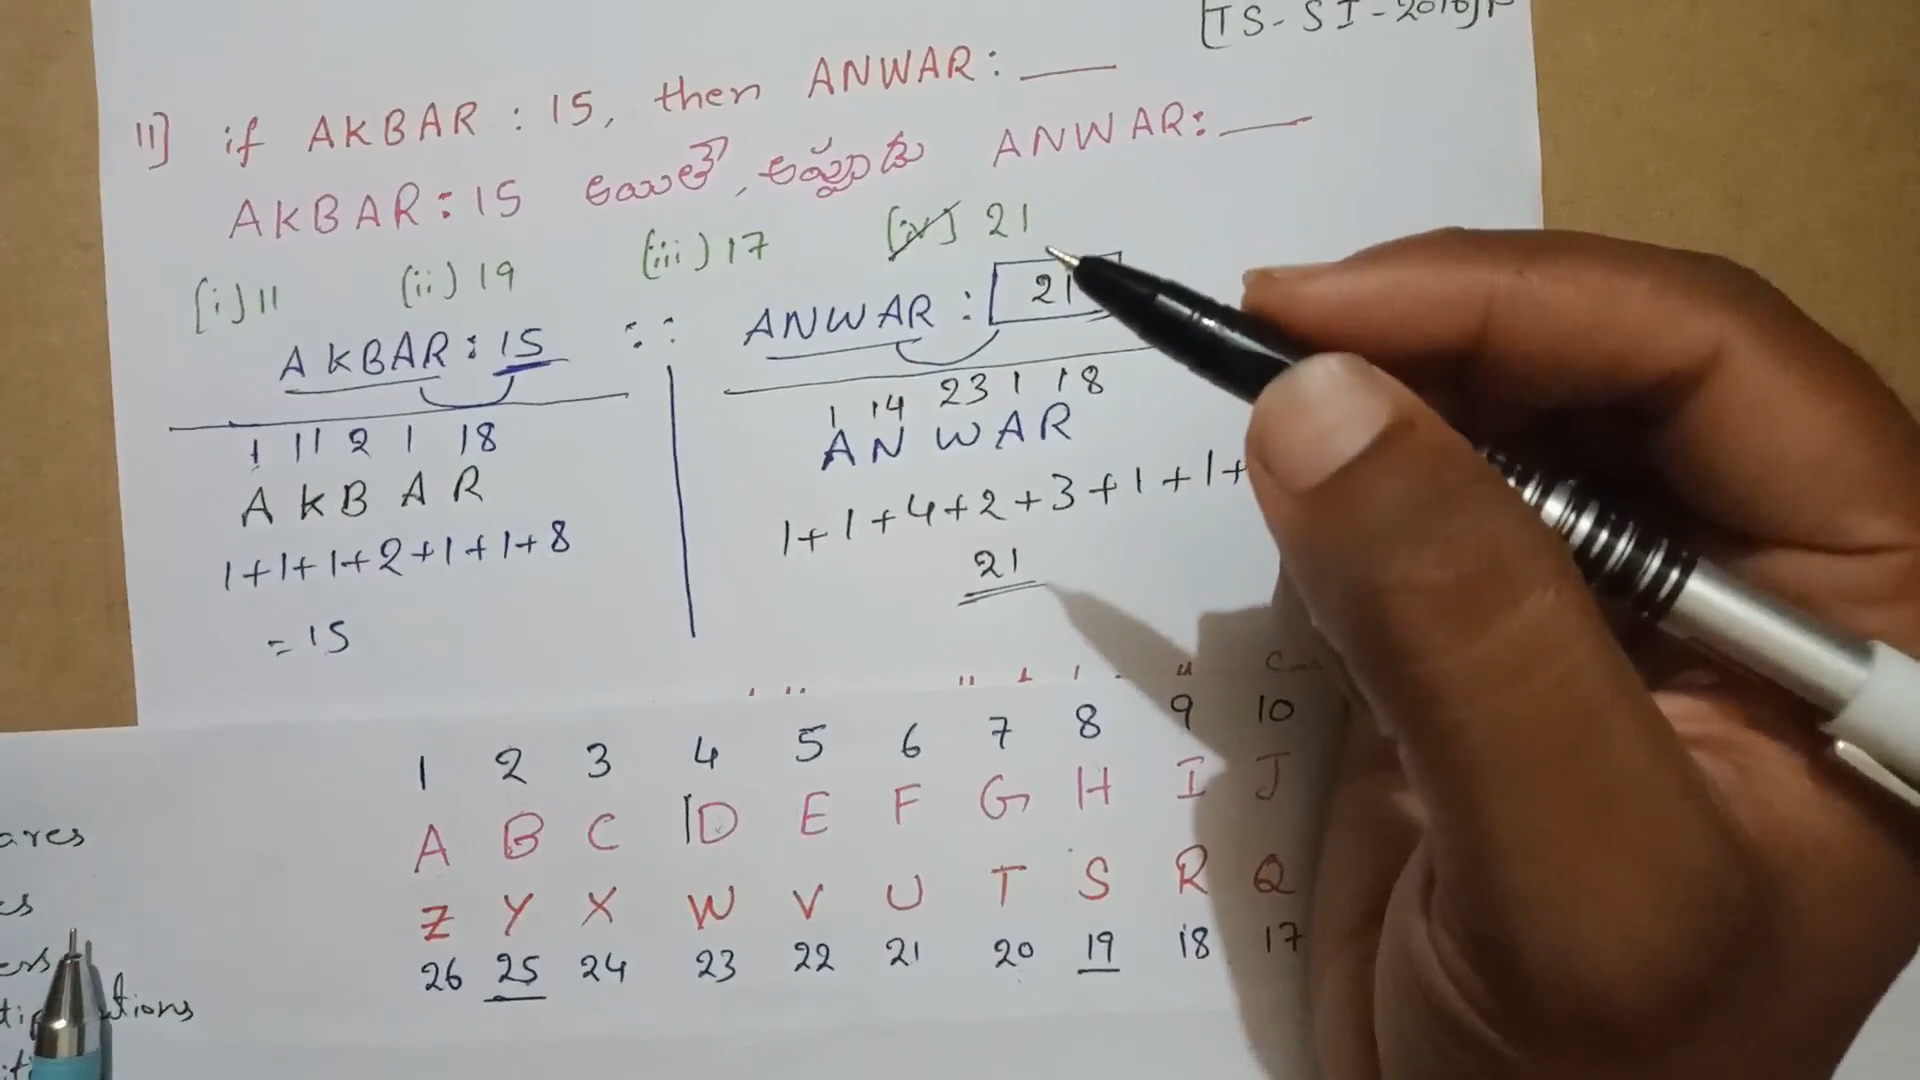 [TS-SI-2018]
11] if AKBAR : 15, then ANWAR: ___
AKBAR : 15 అయితే, అప్పుడు ANWAR: ___
(i) 11 (ii) 19 (iii) 17 (iv) 21
AKBAR : 15 :: ANWAR : 21
1 11 2 1 18
A K B A R
1+1+1+2+1+1+8
= 15
1 14 23 1 18
A N W A R
1+1+4+2+3+1+1+
21
1 2 3 4 5 6 7 8 9 10
A B C D E F G H I J
Z Y X W V U T S R Q
26 25 24 23 22 21 20 19 18 17